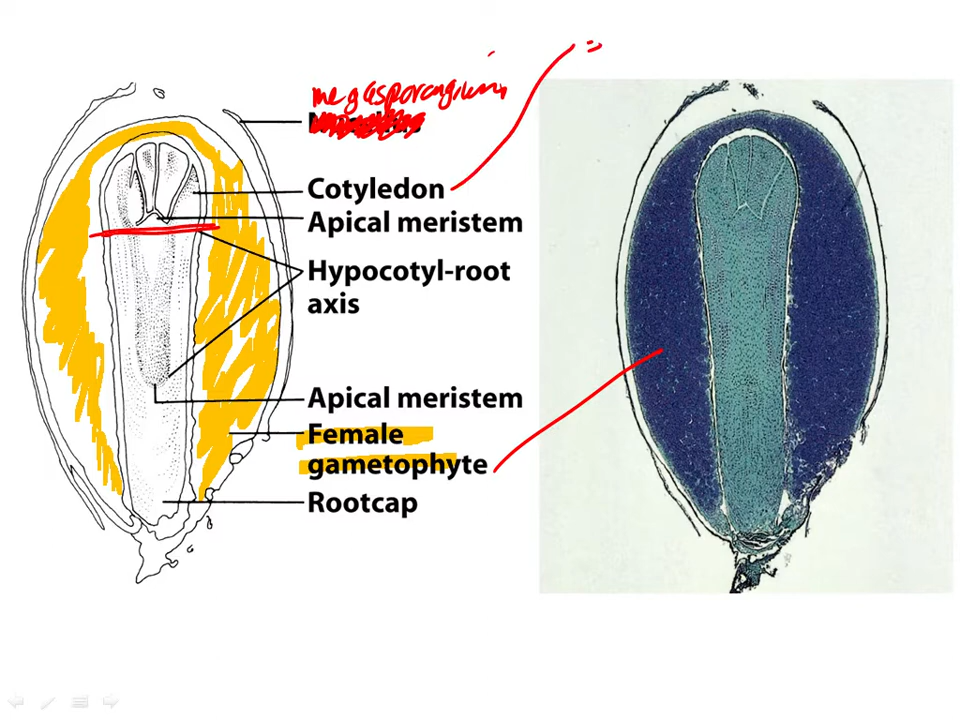 megasporangium
Cotyledon
Apical meristem
Hypocotyl-root
axis
Apical meristem
Female
gametophyte
Rootcap